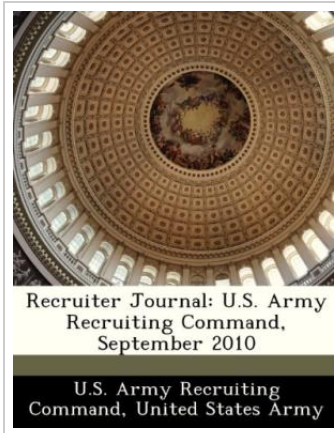 Recruiter Journal: U.S. Army
Recruiting Command,
September 2010
U.S. Army Recruiting
Command, United States Army